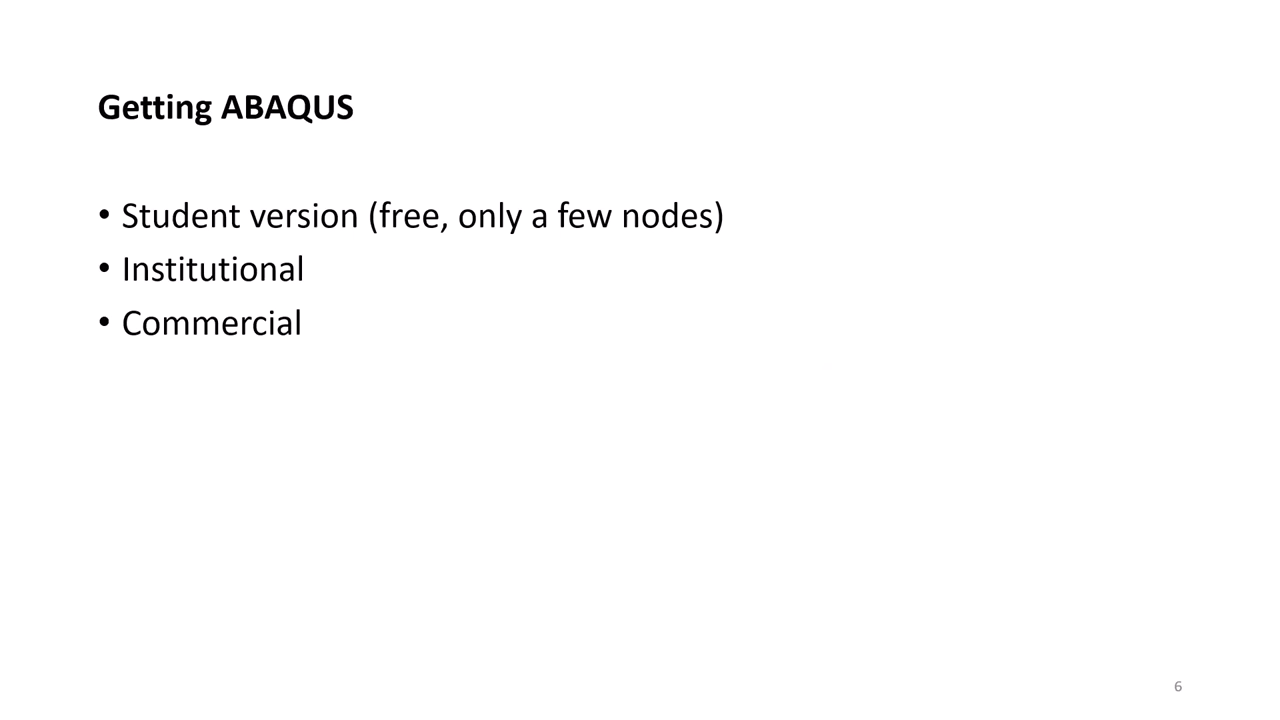 Getting ABAQUS
• Student version (free, only a few nodes)
• Institutional
• Commercial
6